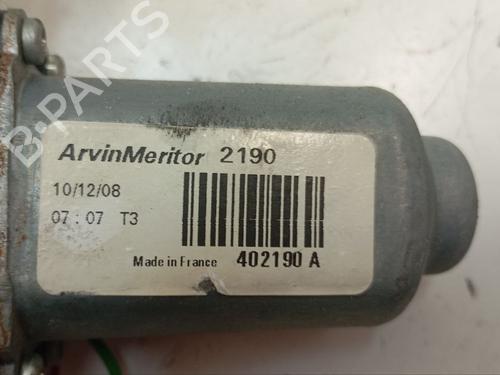 B-PARTS
ArvinMeritor 2190
10/12/08
07:07 T3
Made in France 402190 A